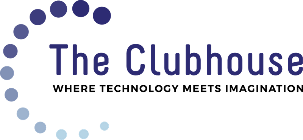 The Clubhouse
WHERE TECHNOLOGY MEETS IMAGINATION